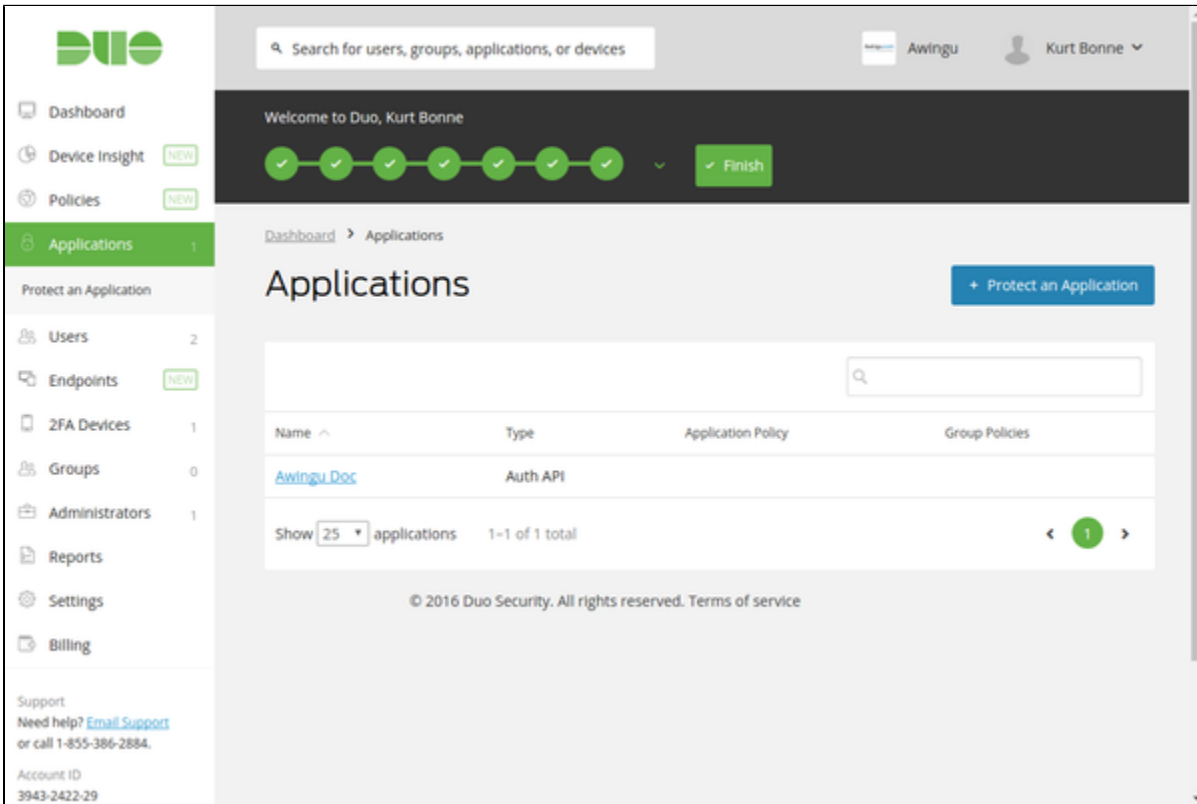 DUO
Search for users, groups, applications, or devices
Awingu
Kurt Bonne
Dashboard
Device Insight NEW
Policies NEW
Applications 1
Protect an Application
Users 2
Endpoints NEW
2FA Devices 1
Groups 0
Administrators 1
Reports
Settings
Billing
Support
Need help? Email Support
or call 1-855-386-2884.
Account ID
3943-2422-29
Welcome to Duo, Kurt Bonne
Finish
Dashboard > Applications
Applications
+ Protect an Application
Name Type Application Policy Group Policies
Awingu Doc Auth API
Show 25 applications 1-1 of 1 total
1
© 2016 Duo Security. All rights reserved. Terms of service